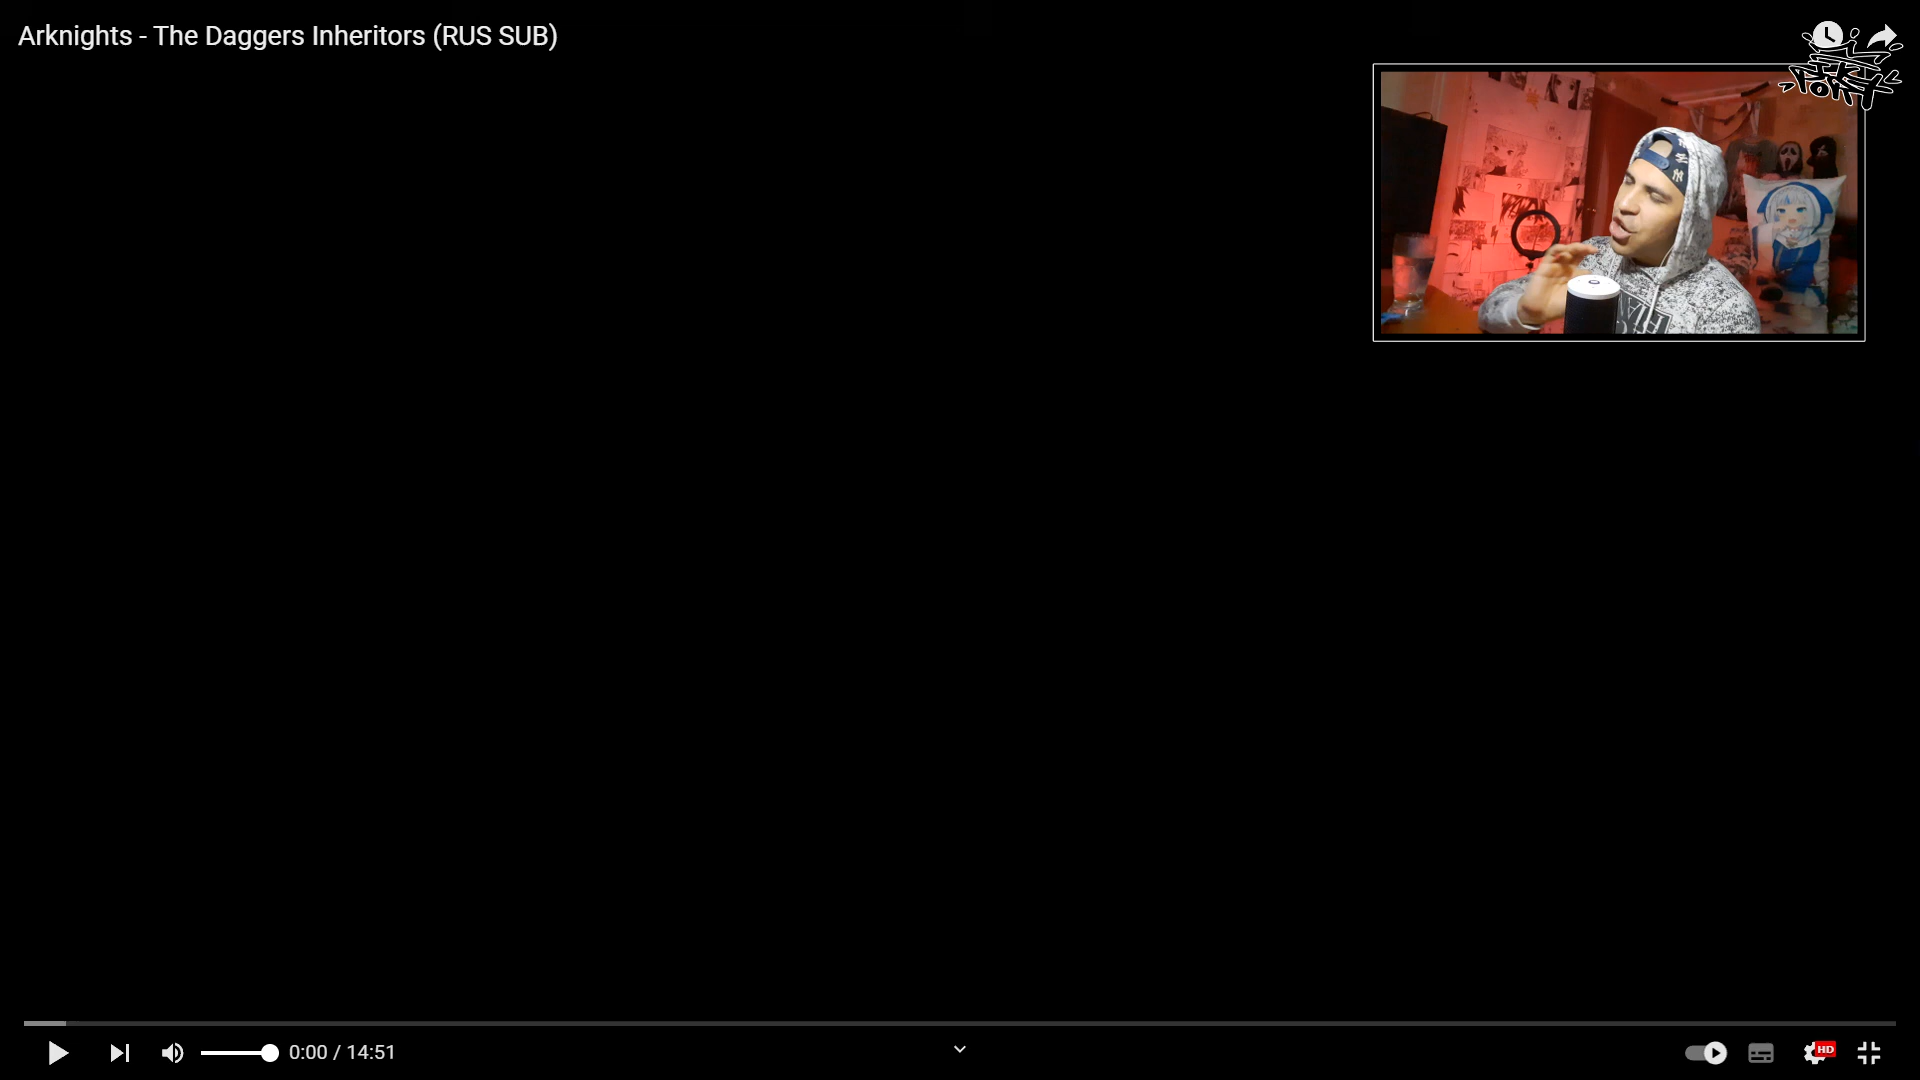 Arknights - The Daggers Inheritors (RUS SUB)
0:00 / 14:51
HD